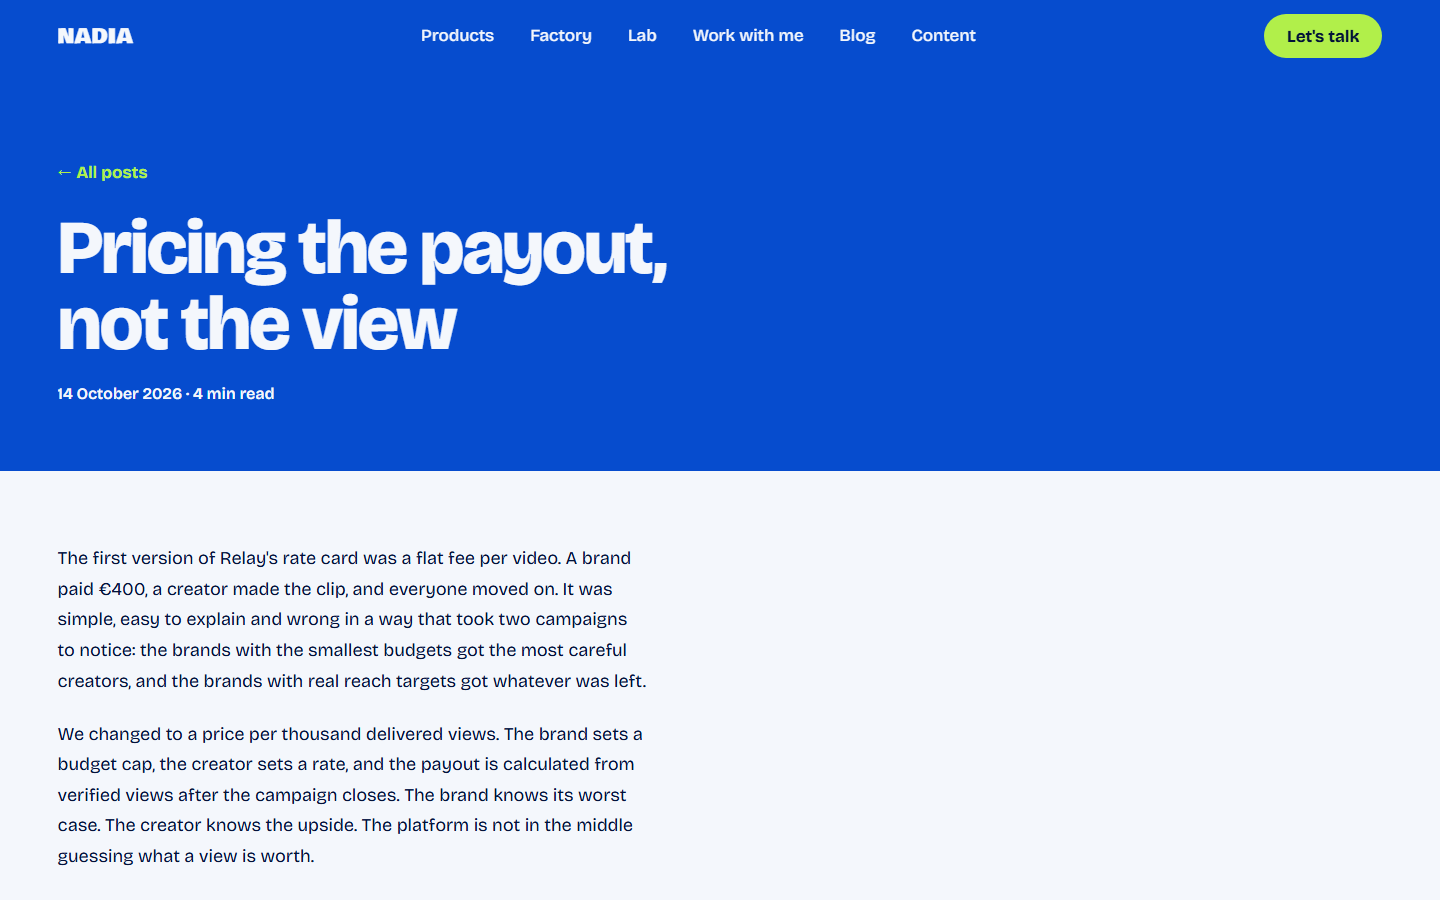 NADIA
Products
Factory
Lab
Work with me
Blog
Content
Let's talk
← All posts
Pricing the payout,
not the view
14 October 2026 · 4 min read
The first version of Relay's rate card was a flat fee per video. A brand
paid €400, a creator made the clip, and everyone moved on. It was
simple, easy to explain and wrong in a way that took two campaigns
to notice: the brands with the smallest budgets got the most careful
creators, and the brands with real reach targets got whatever was left.
We changed to a price per thousand delivered views. The brand sets a
budget cap, the creator sets a rate, and the payout is calculated from
verified views after the campaign closes. The brand knows its worst
case. The creator knows the upside. The platform is not in the middle
guessing what a view is worth.